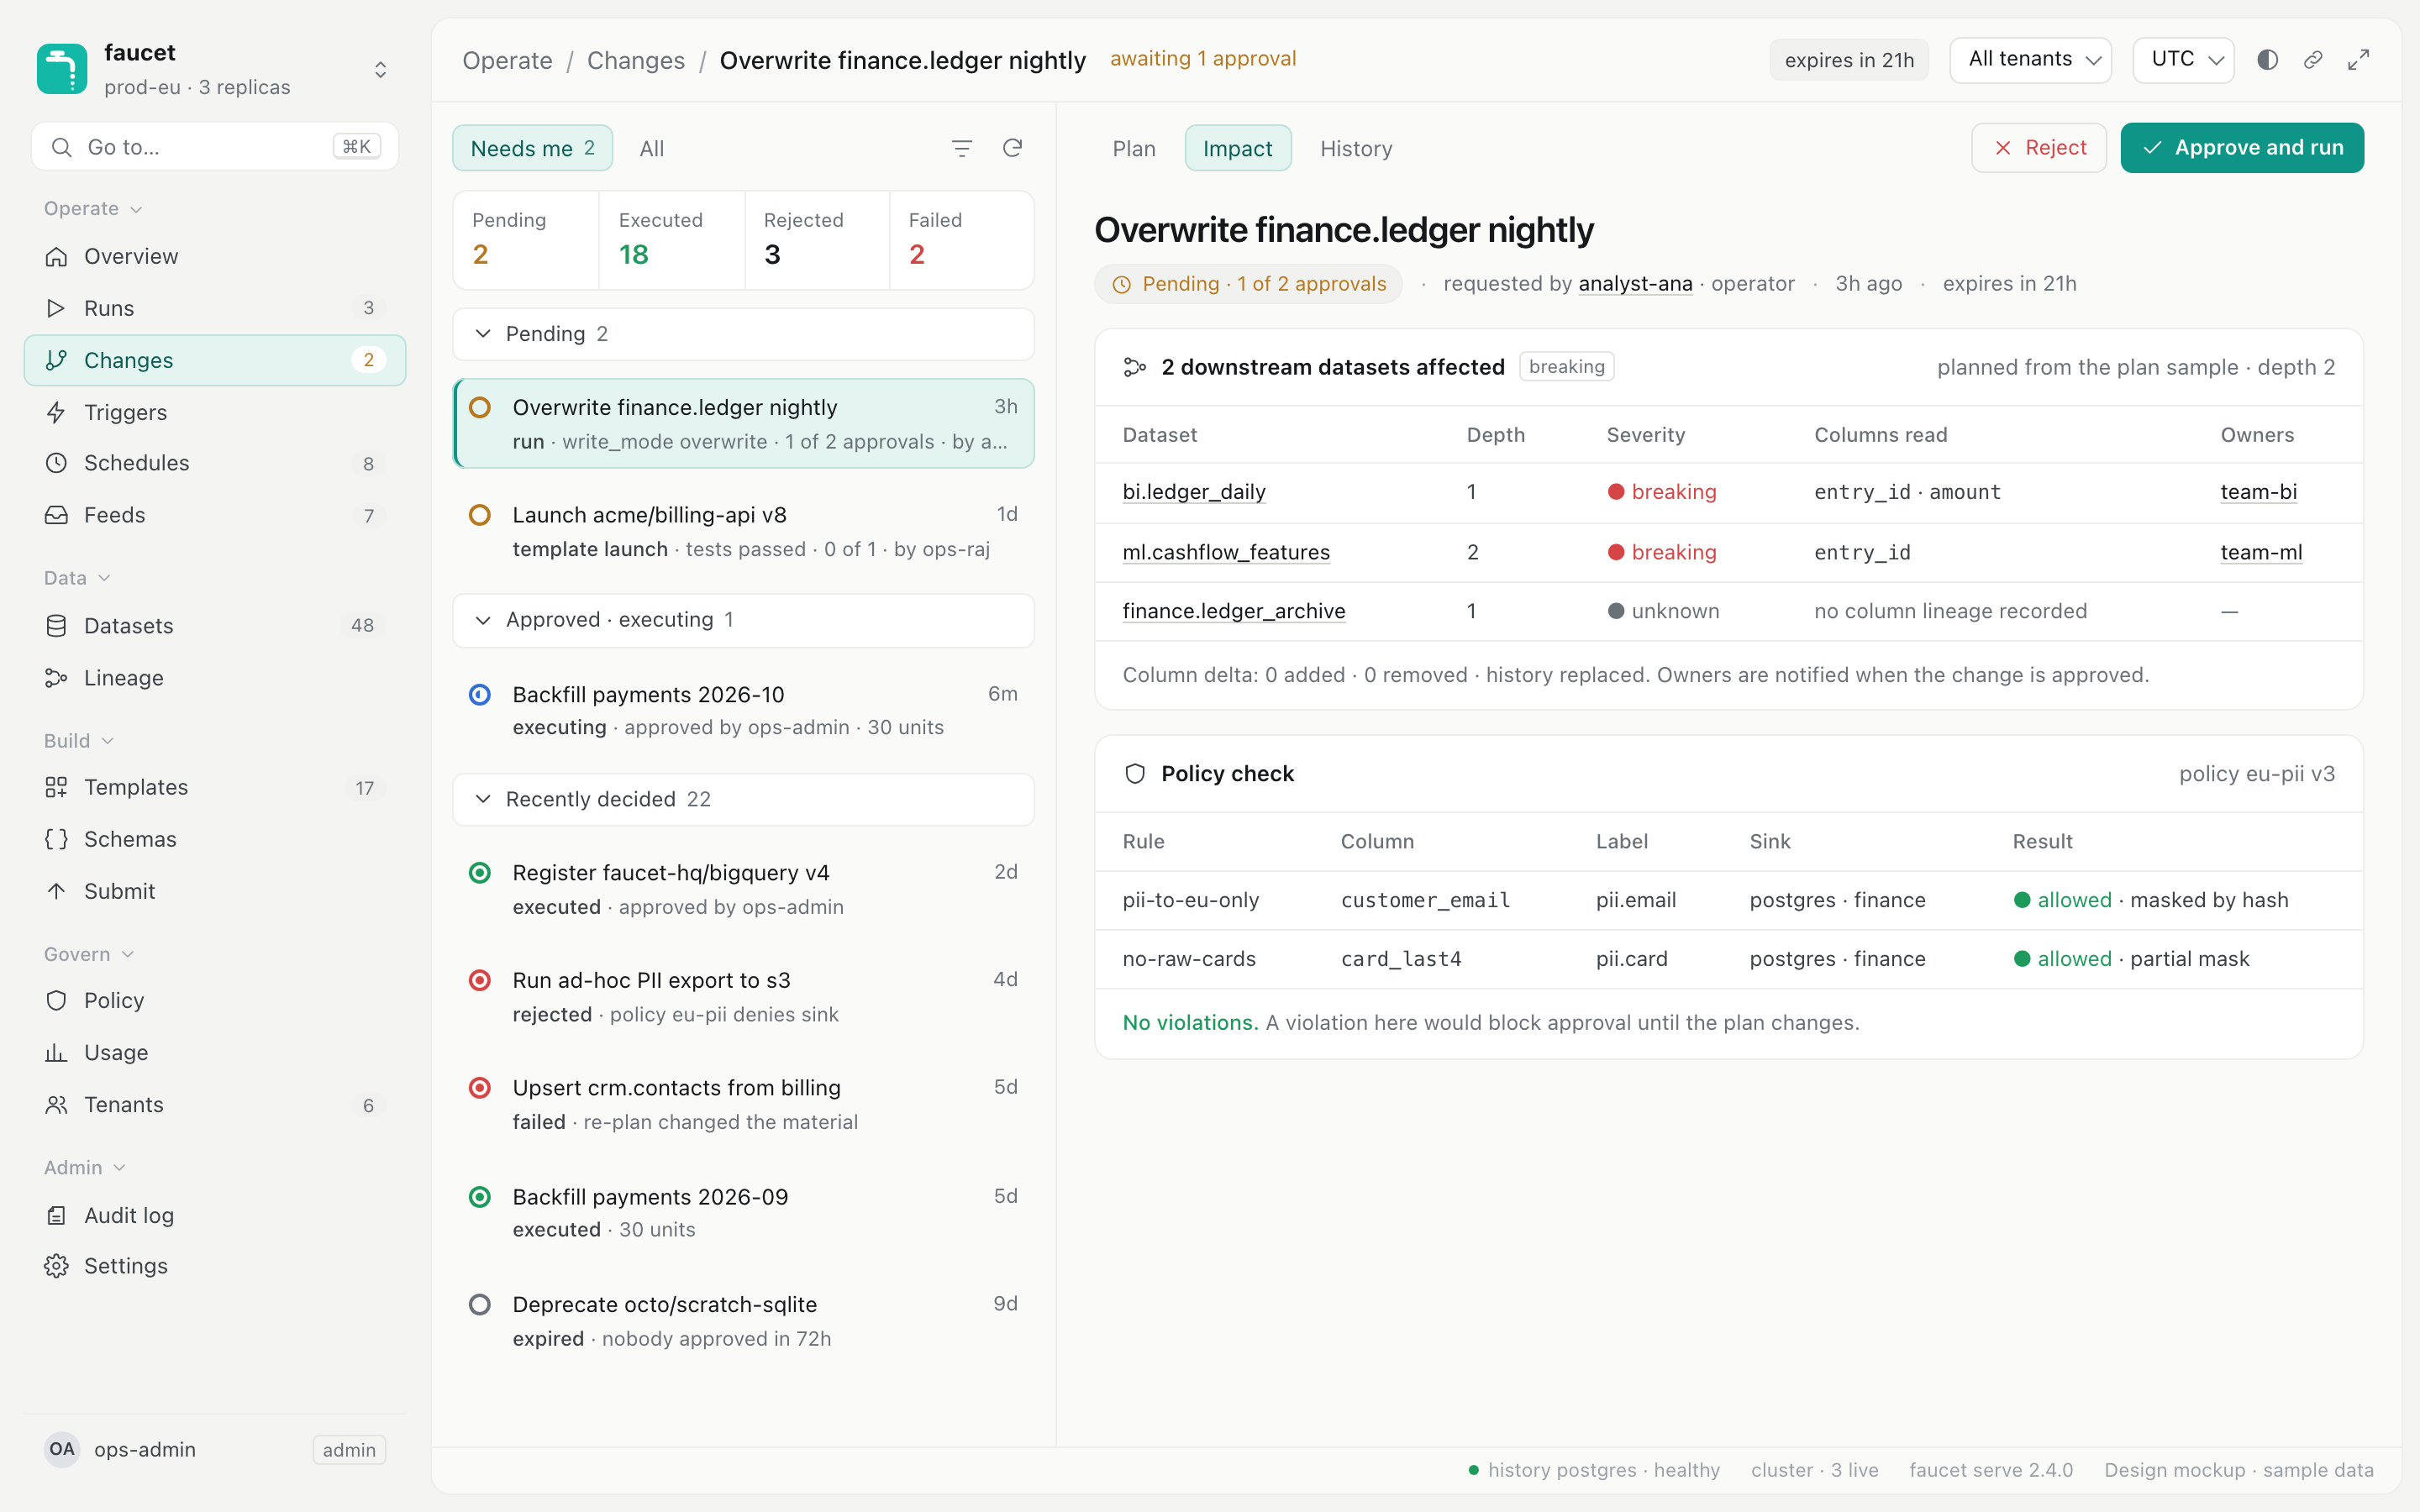 faucet
prod-eu · 3 replicas
Go to...
⌘K
Operate
Overview
Runs 3
Changes 2
Triggers
Schedules 8
Feeds 7
Data
Datasets 48
Lineage
Build
Templates 17
Schemas
Submit
Govern
Policy
Usage
Tenants 6
Admin
Audit log
Settings
OA ops-admin admin
Operate / Changes / Overwrite finance.ledger nightly awaiting 1 approval
expires in 21h All tenants UTC
Needs me 2 All
Pending Executed Rejected Failed
2 18 3 2
Pending 2
Overwrite finance.ledger nightly 3h
run · write_mode overwrite · 1 of 2 approvals · by a...
Launch acme/billing-api v8 1d
template launch · tests passed · 0 of 1 · by ops-raj
Approved · executing 1
Backfill payments 2026-10 6m
executing · approved by ops-admin · 30 units
Recently decided 22
Register faucet-hq/bigquery v4 2d
executed · approved by ops-admin
Run ad-hoc PII export to s3 4d
rejected · policy eu-pii denies sink
Upsert crm.contacts from billing 5d
failed · re-plan changed the material
Backfill payments 2026-09 5d
executed · 30 units
Deprecate octo/scratch-sqlite 9d
expired · nobody approved in 72h
Plan Impact History
Reject Approve and run
Overwrite finance.ledger nightly
Pending · 1 of 2 approvals · requested by analyst-ana · operator · 3h ago · expires in 21h
2 downstream datasets affected breaking planned from the plan sample · depth 2
Dataset Depth Severity Columns read Owners
bi.ledger_daily 1 breaking entry_id · amount team-bi
ml.cashflow_features 2 breaking entry_id team-ml
finance.ledger_archive 1 unknown no column lineage recorded —
Column delta: 0 added · 0 removed · history replaced. Owners are notified when the change is approved.
Policy check policy eu-pii v3
Rule Column Label Sink Result
pii-to-eu-only customer_email pii.email postgres · finance allowed · masked by hash
no-raw-cards card_last4 pii.card postgres · finance allowed · partial mask
No violations. A violation here would block approval until the plan changes.
history postgres · healthy cluster · 3 live faucet serve 2.4.0 Design mockup · sample data